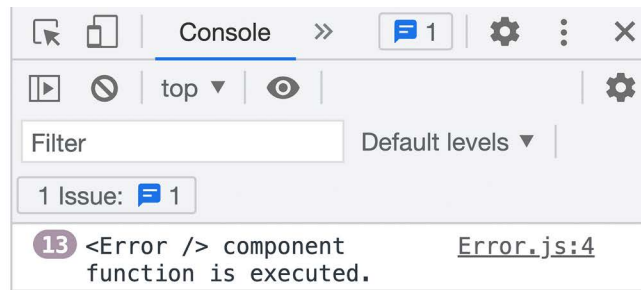 Console » 1
top ▼
Filter Default levels ▼
1 Issue: 1
13 <Error /> component Error.js:4
function is executed.